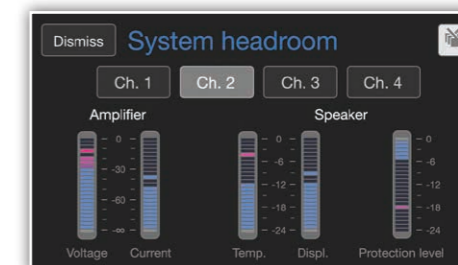 Dismiss System headroom
Ch. 1 Ch. 2 Ch. 3 Ch. 4
Amplifier Speaker
0 0 0
-30 -6 -6
-60 -12 -12
-18 -18
-∞ -24 -24
Voltage Current Temp. Displ. Protection level